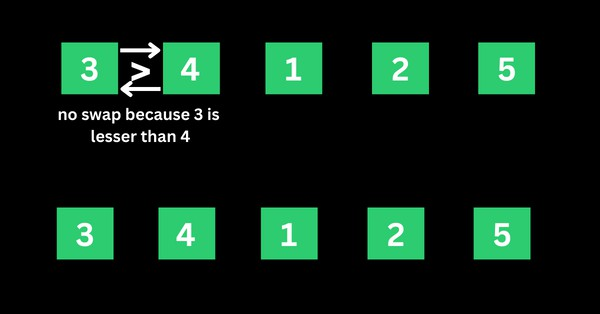 3 > 4 1 2 5
no swap because 3 is
lesser than 4
3 4 1 2 5